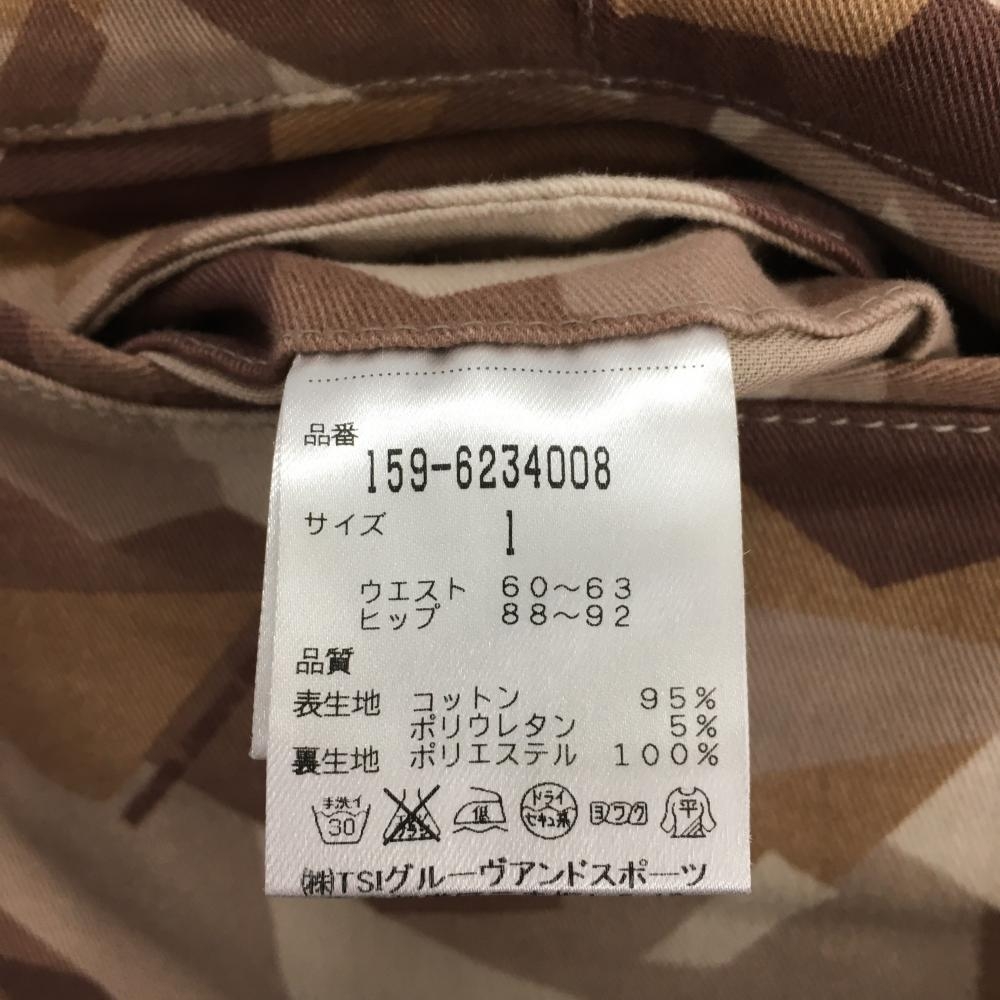 品番
159-6234008
サイズ 1
ウエスト 60〜63
ヒップ 88〜92
品質
表生地 コットン 95%
ポリウレタン 5%
裏生地 ポリエステル 100%
手洗イ 30 低 ドライ セキユ系 ヨワク 平
㈱TSIグルーヴアンドスポーツ